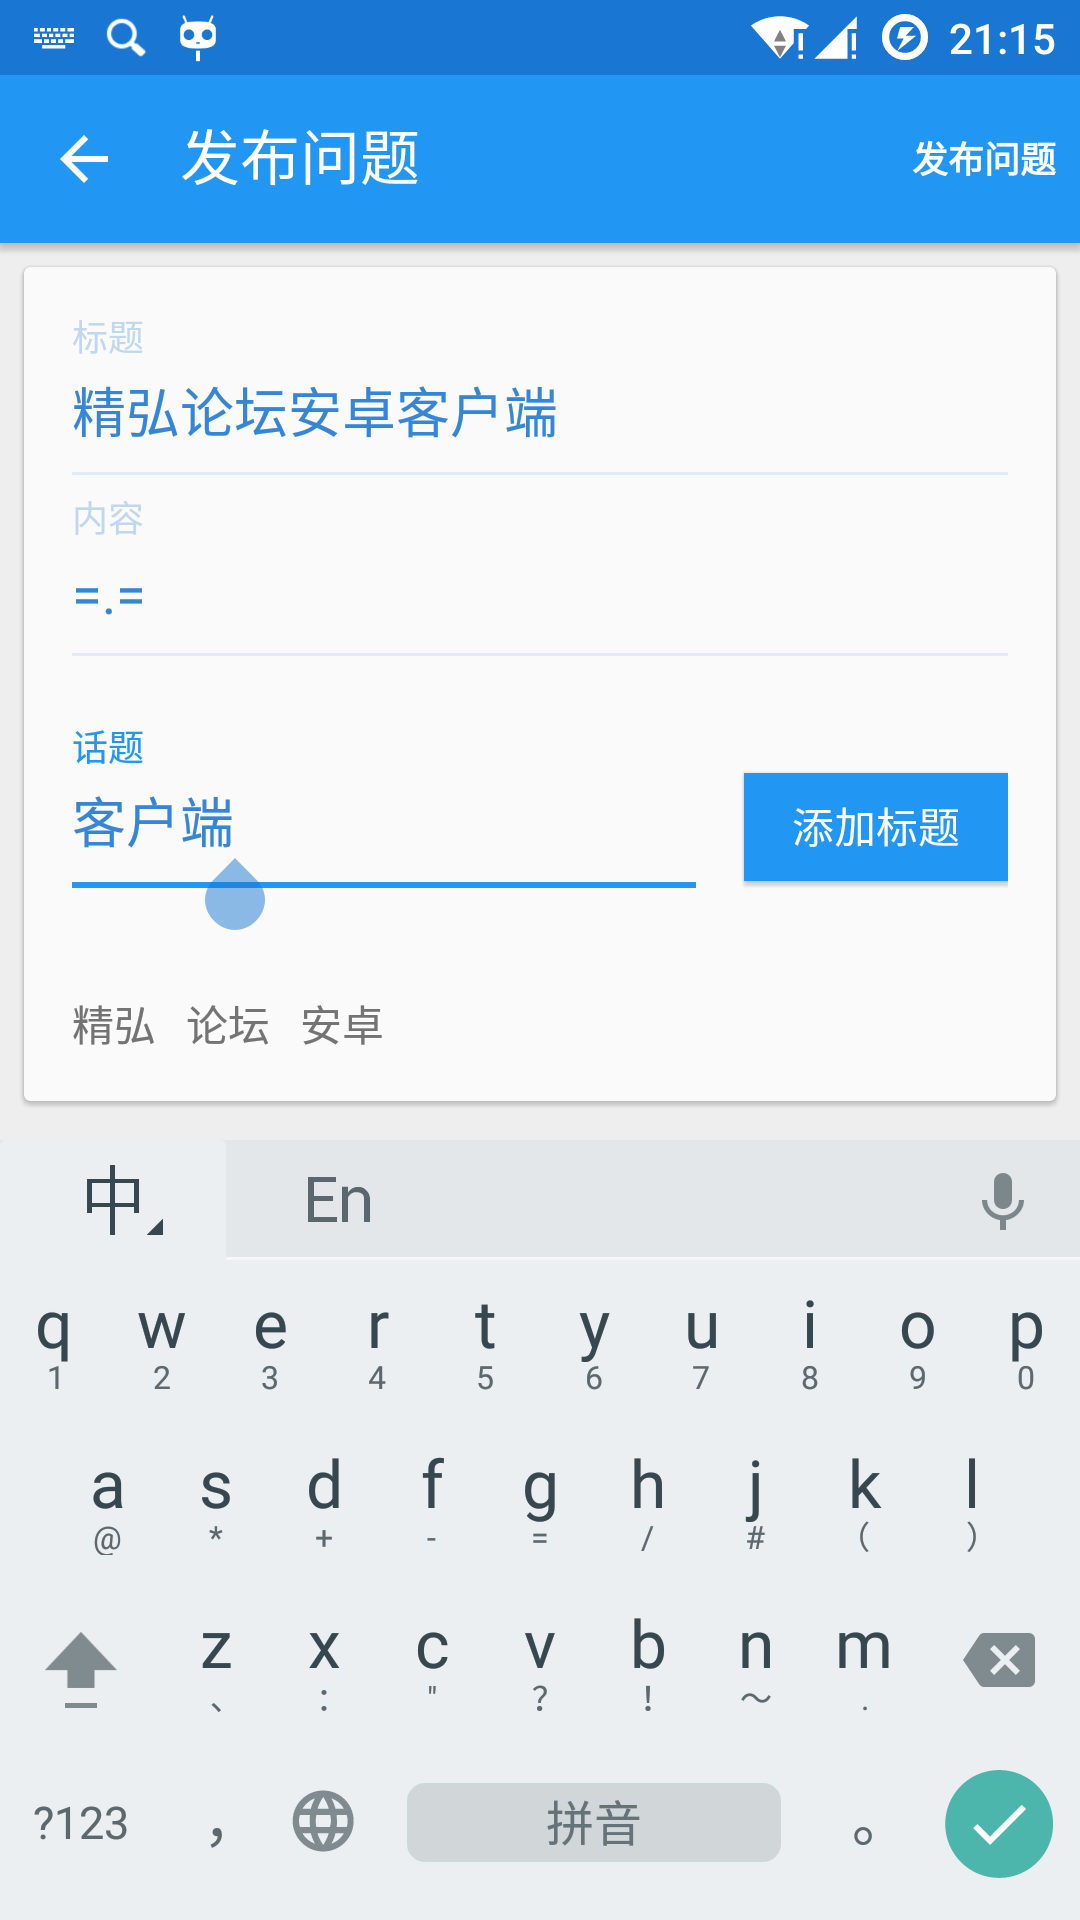 21:15
发布问题 发布问题
标题
精弘论坛安卓客户端
内容
=.=
话题
客户端 添加标题
精弘 论坛 安卓
中 En
q w e r t y u i o p
1 2 3 4 5 6 7 8 9 0
a s d f g h j k l
@ * + - = / # ( )
z x c v b n m
、 : " ? ! ～ .
?123 ， 拼音 。